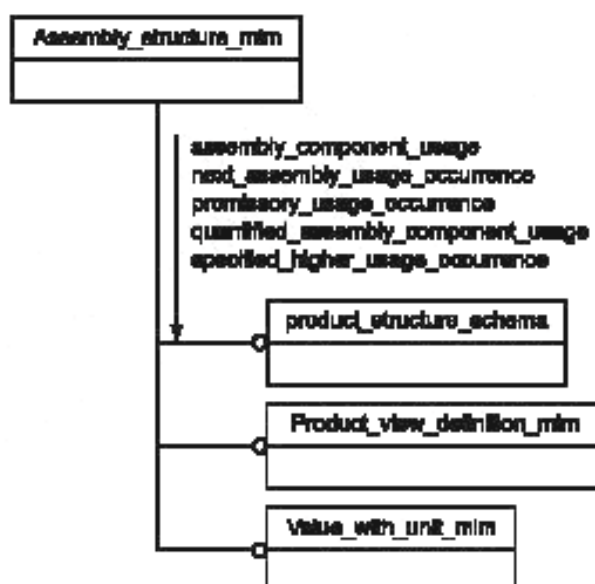 Assembly_structure_mim
assembly_component_usage
next_assembly_usage_occurrence
promissory_usage_occurrence
quantified_assembly_component_usage
specified_higher_usage_occurrence
product_structure_schema
Product_view_definition_mim
Value_with_unit_mim